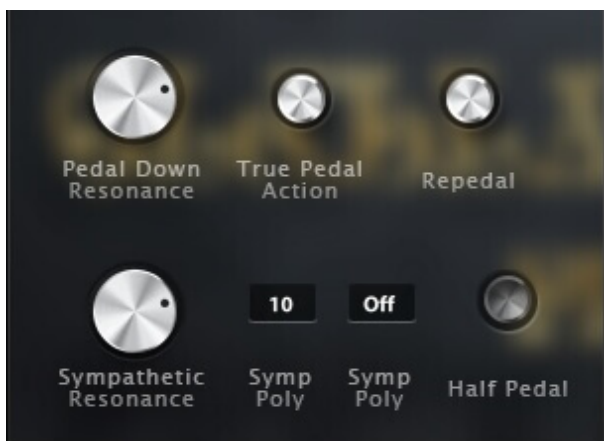 Pedal Down
Resonance
True Pedal
Action
Repedal
10
Off
Sympathetic
Resonance
Symp
Poly
Symp
Poly
Half Pedal